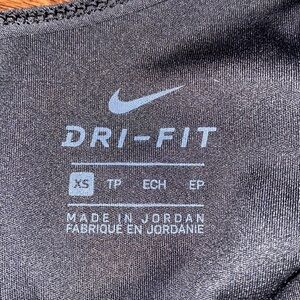 DRI-FIT
XS TP ECH EP
MADE IN JORDAN
FABRIQUÉ EN JORDANIE